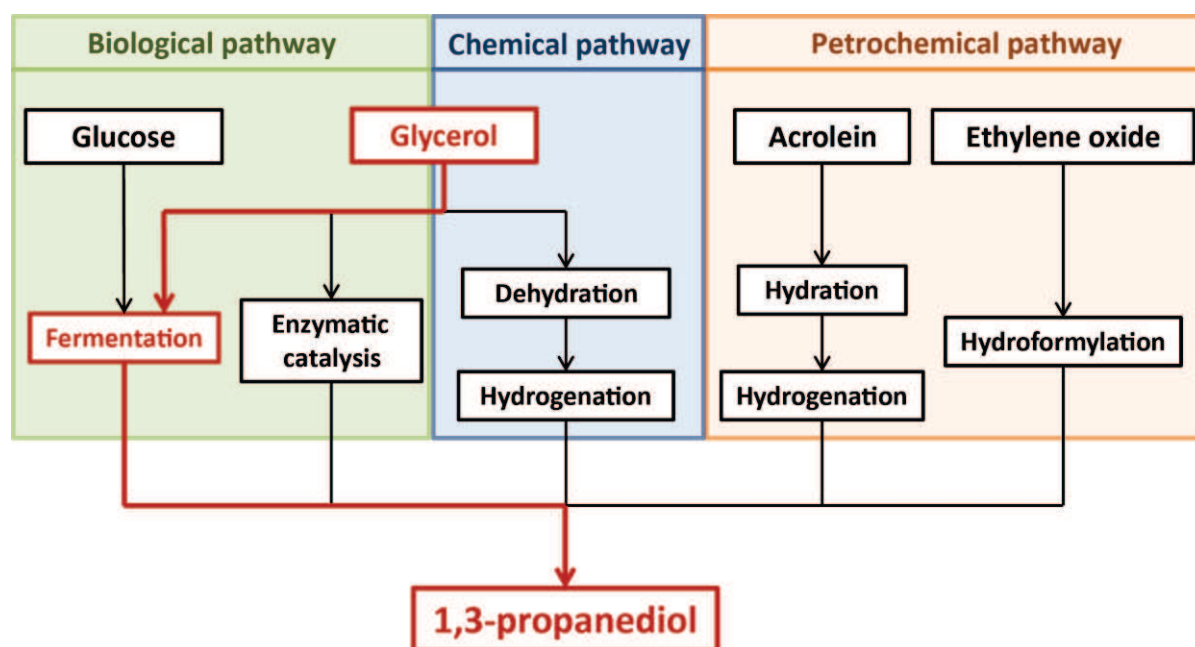 Biological pathway
Chemical pathway
Petrochemical pathway
Glucose
Glycerol
Acrolein
Ethylene oxide
Fermentation
Enzymatic
catalysis
Dehydration
Hydrogenation
Hydration
Hydrogenation
Hydroformylation
1,3-propanediol